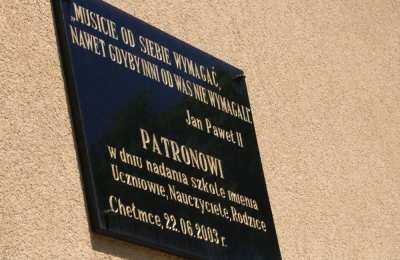 „MUSICIE OD SIEBIE WYMAGAĆ,
NAWET GDYBY INNI OD WAS NIE WYMAGALI"
Jan Paweł II
PATRONOWI
w dniu nadania szkole imienia
Uczniowie, Nauczyciele, Rodzice
Chełmce, 22.06.2003 r.